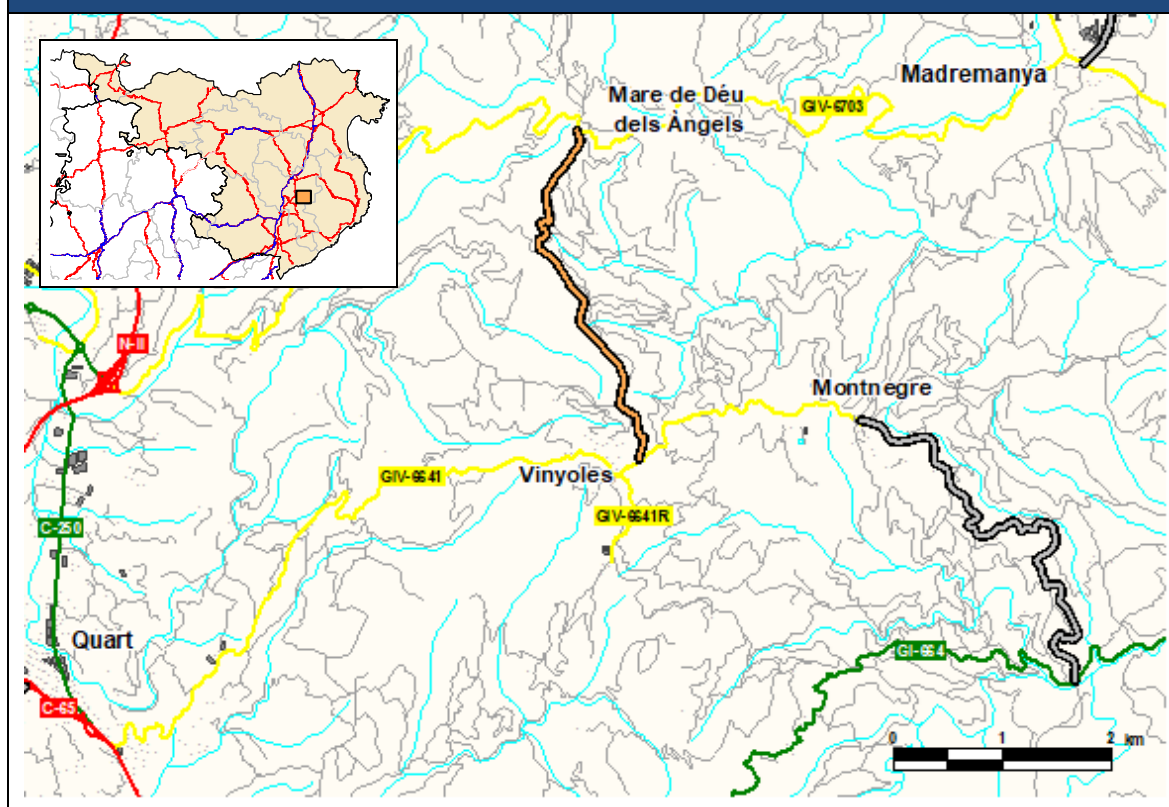 Madremanya
Mare de Déu
dels Àngels
GIV-6703
N-II
Montnegre
GIV-6641
Vinyoles
GIV-6641R
C-250
Quart
GI-664
C-65
0 1 2 km